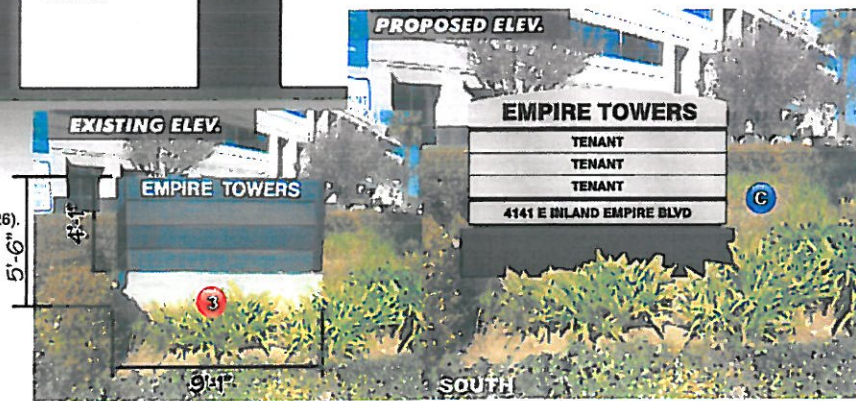 PROPOSED ELEV.
EMPIRE TOWERS
TENANT
TENANT
TENANT
4141 E INLAND EMPIRE BLVD
C
EXISTING ELEV.
EMPIRE TOWERS
26).
5'-6"
4'-1"
3
9'-1"
SOUTH